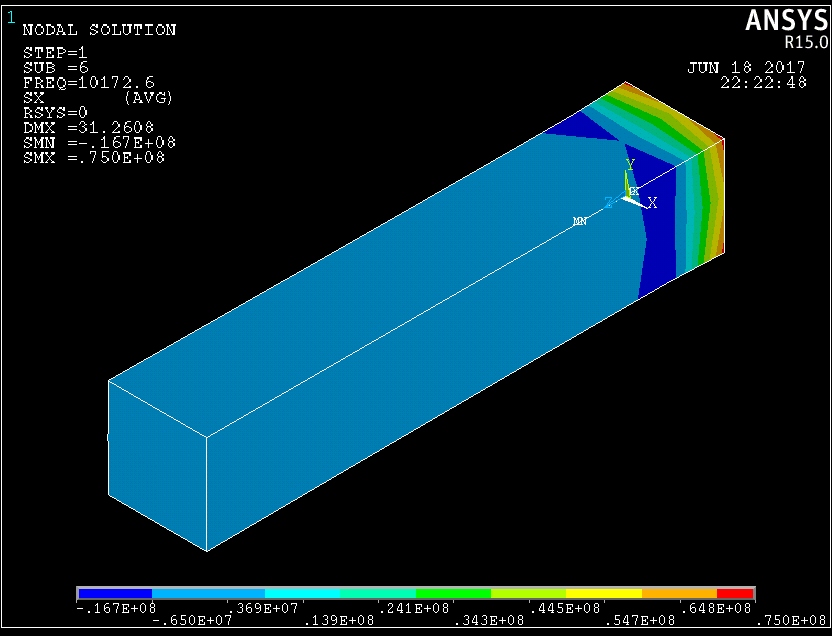 1
NODAL SOLUTION
STEP=1
SUB =6
FREQ=10172.6
SX (AVG)
RSYS=0
DMX =31.2608
SMN =-.167E+08
SMX =.750E+08
ANSYS
R15.0
JUN 18 2017
22:22:48
Y
Z X
MN
-.167E+08 .369E+07 .241E+08 .445E+08 .648E+08
-.650E+07 .139E+08 .343E+08 .547E+08 .750E+08